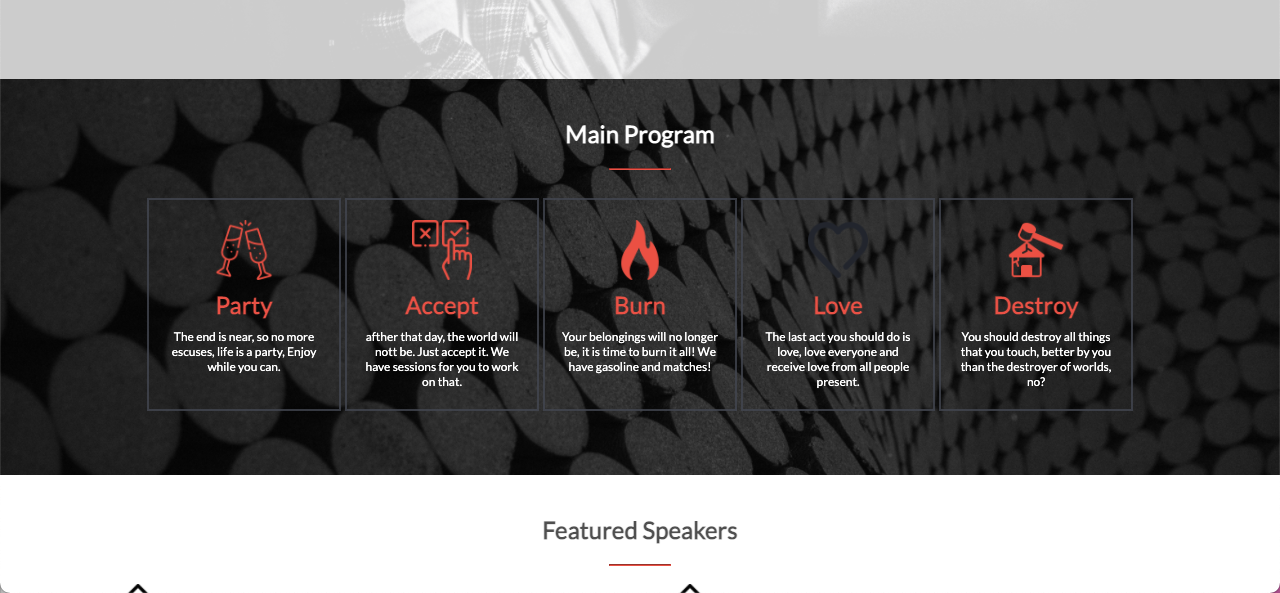 Main Program
Party
The end is near, so no more
escuses, life is a party, Enjoy
while you can.
Accept
afther that day, the world will
nott be. Just accept it. We
have sessions for you to work
on that.
Burn
Your belongings will no longer
be, it is time to burn it all! We
have gasoline and matches!
Love
The last act you should do is
love, love everyone and
receive love from all people
present.
Destroy
You should destroy all things
that you touch, better by you
than the destroyer of worlds,
no?
Featured Speakers